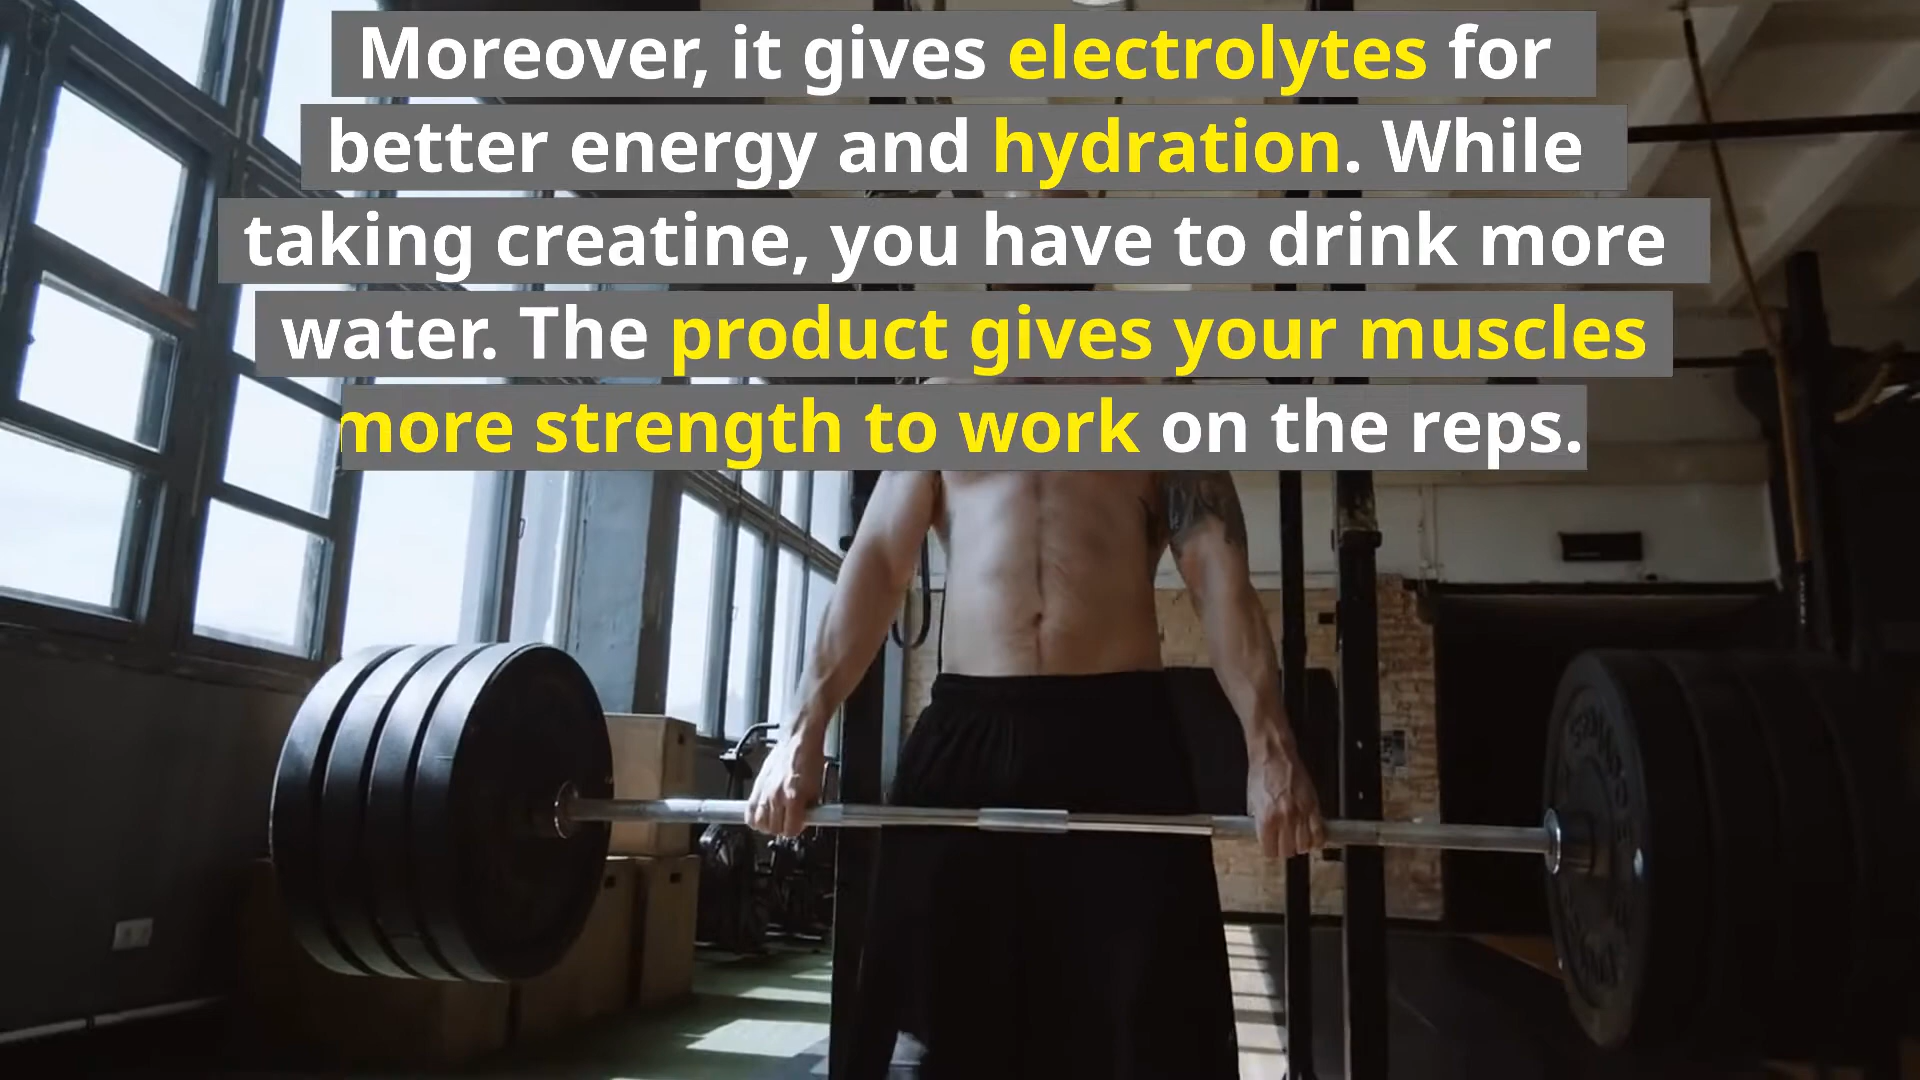 Moreover, it gives electrolytes for
better energy and hydration. While
taking creatine, you have to drink more
water. The product gives your muscles
more strength to work on the reps.